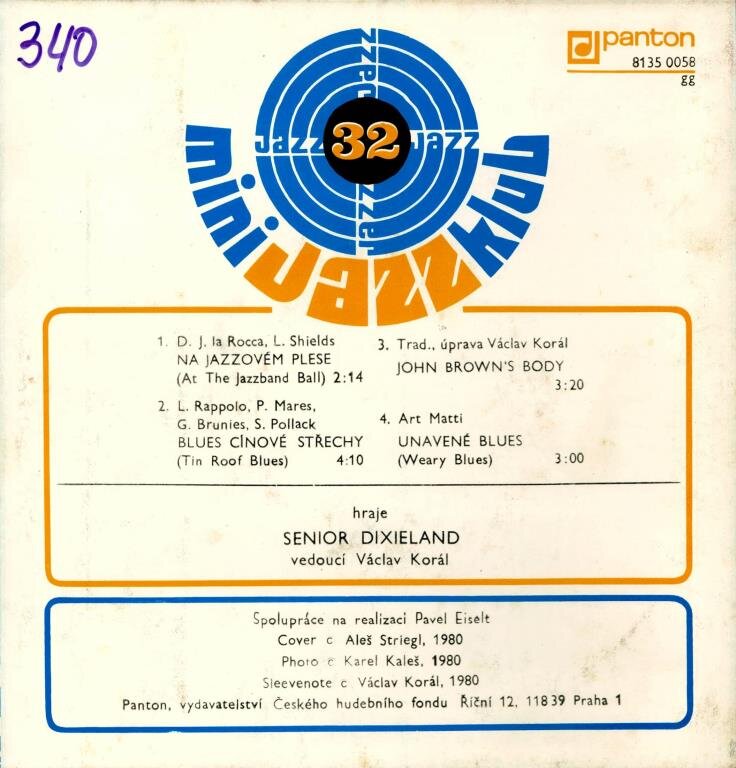 340
panton
8135 0058
gg
jazz
jazz 32 jazz
jazz
mini jazz klub
1. D. J. la Rocca, L. Shields
NA JAZZOVÉM PLESE
(At The Jazzband Ball) 2:14
2. L. Rappolo, P. Mares,
G. Brunies, S. Pollack
BLUES CÍNOVÉ STŘECHY
(Tin Roof Blues) 4:10
3. Trad., úprava Václav Korál
JOHN BROWN'S BODY
3:20
4. Art Matti
UNAVENÉ BLUES
(Weary Blues) 3:00
hraje
SENIOR DIXIELAND
vedoucí Václav Korál
Spolupráce na realizaci Pavel Eiselt
Cover c Aleš Striegl, 1980
Photo c Karel Kaleš, 1980
Sleevenote c Václav Korál, 1980
Panton, vydavatelství Českého hudebního fondu Říční 12, 118 39 Praha 1